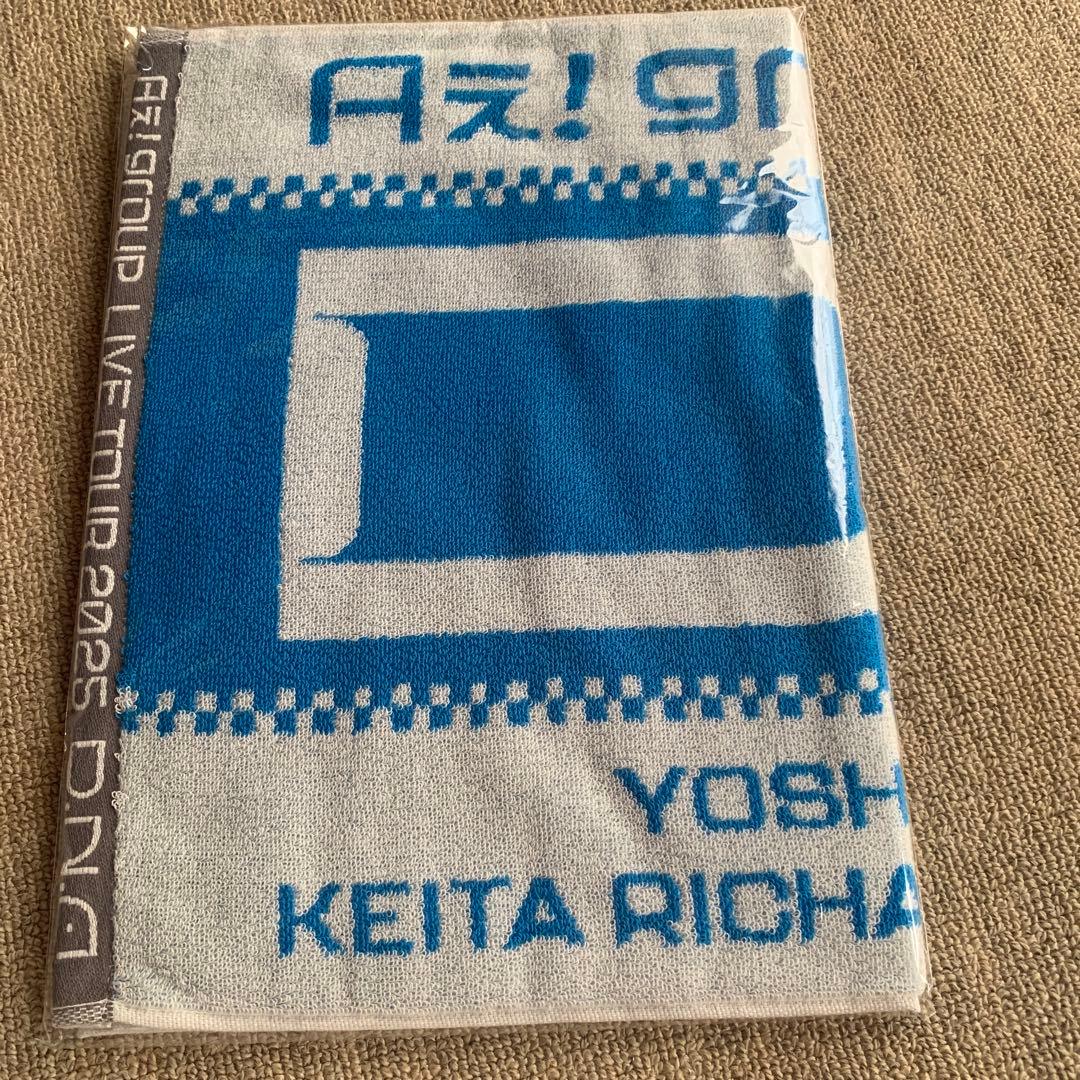 Aぇ! gr
YOSH
KEITA RICHA
Aぇ! group LIVE TOUR 2025 D.N.A